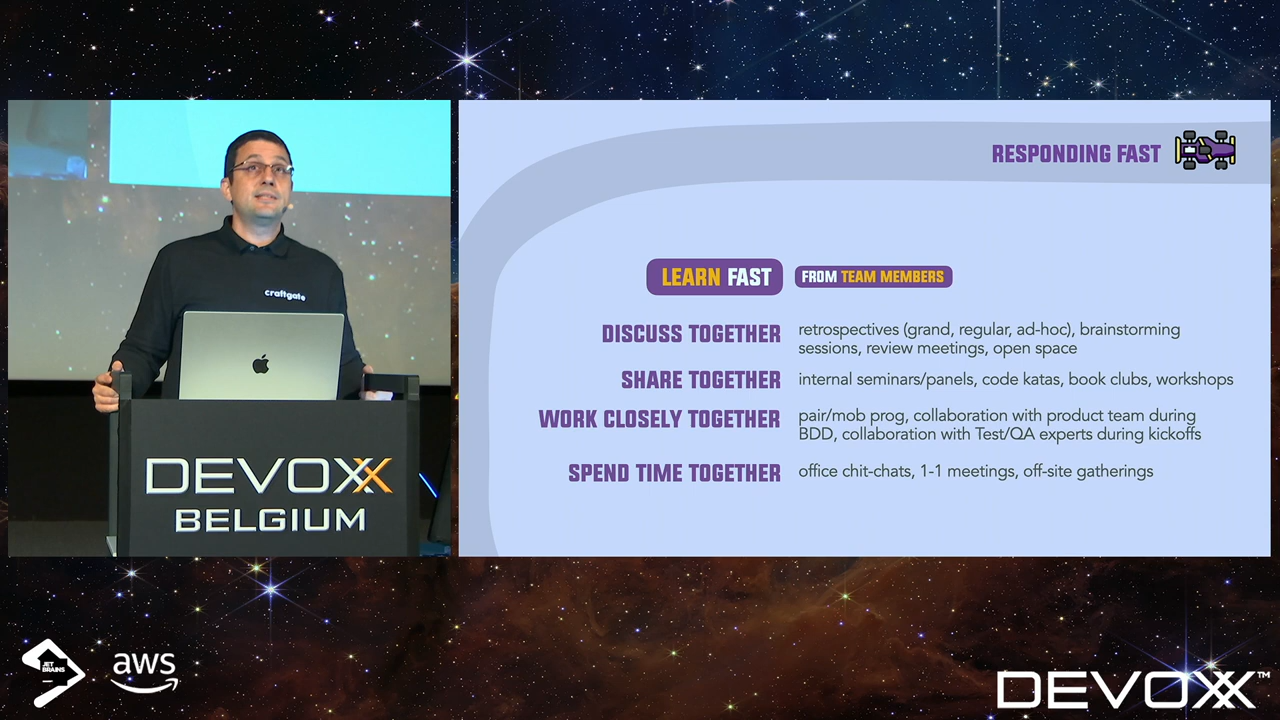 craftgate
DEVOXX
BELGIUM
RESPONDING FAST
LEARN FAST
FROM TEAM MEMBERS
DISCUSS TOGETHER
retrospectives (grand, regular, ad-hoc), brainstorming
sessions, review meetings, open space
SHARE TOGETHER
internal seminars/panels, code katas, book clubs, workshops
WORK CLOSELY TOGETHER
pair/mob prog, collaboration with product team during
BDD, collaboration with Test/QA experts during kickoffs
SPEND TIME TOGETHER
office chit-chats, 1-1 meetings, off-site gatherings
JET
BRAINS
aws
DEVOXX™